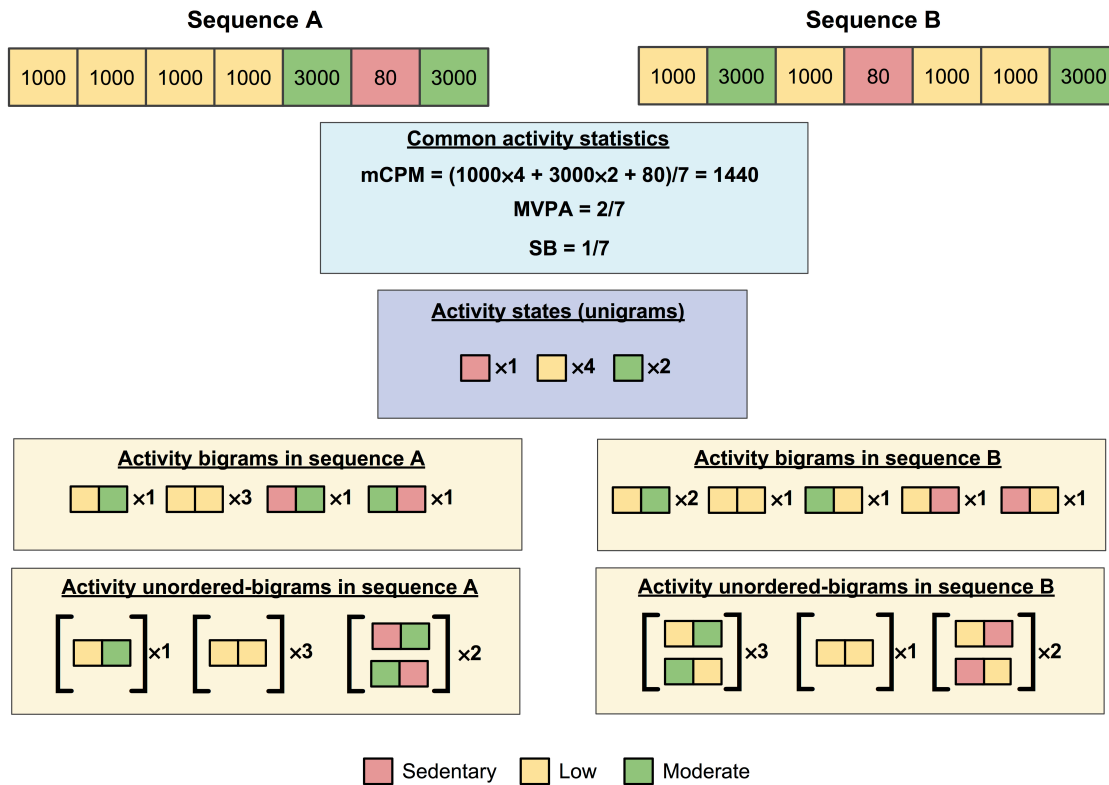 Sequence A
Sequence B
1000 1000 1000 1000 3000 80 3000
1000 3000 1000 80 1000 1000 3000
Common activity statistics
mCPM = (1000×4 + 3000×2 + 80)/7 = 1440
MVPA = 2/7
SB = 1/7
Activity states (unigrams)
×1 ×4 ×2
Activity bigrams in sequence A
×1 ×3 ×1 ×1
Activity bigrams in sequence B
×2 ×1 ×1 ×1 ×1
Activity unordered-bigrams in sequence A
[ ]×1 [ ]×3 [ ]×2
Activity unordered-bigrams in sequence B
[ ]×3 [ ]×1 [ ]×2
Sedentary Low Moderate